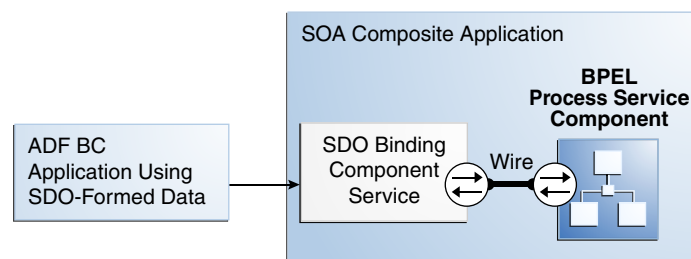 SOA Composite Application
BPEL
Process Service
Component
ADF BC
Application Using
SDO-Formed Data
SDO Binding
Component
Service
Wire